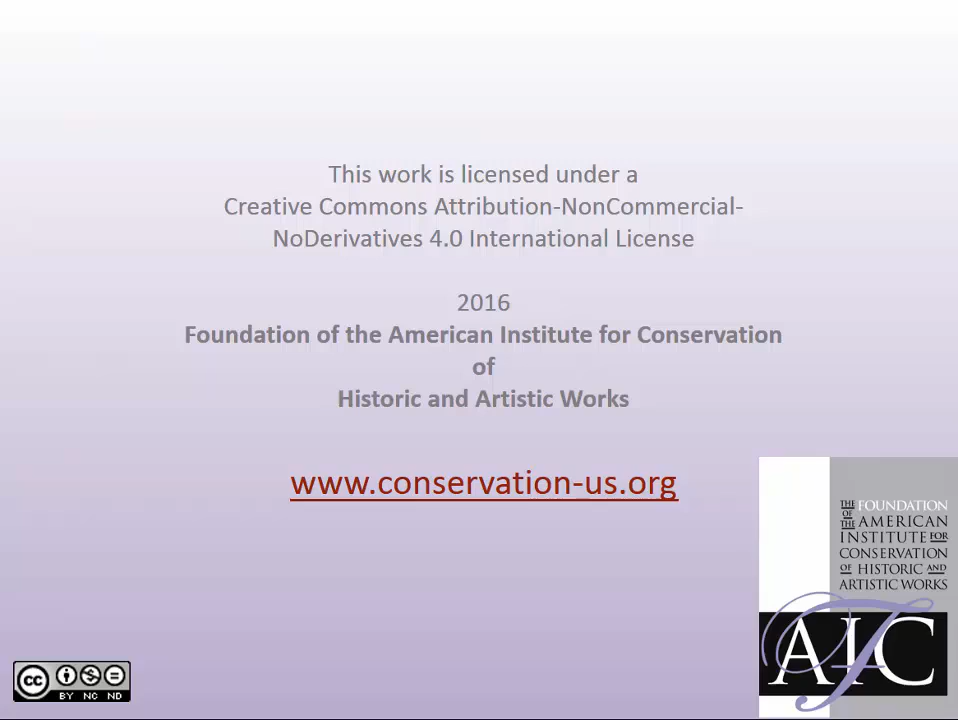 This work is licensed under a
Creative Commons Attribution-NonCommercial-
NoDerivatives 4.0 International License
2016
Foundation of the American Institute for Conservation
of
Historic and Artistic Works
www.conservation-us.org
THE FOUNDATION
OF THE AMERICAN
INSTITUTE FOR
CONSERVATION
OF HISTORIC AND
ARTISTIC WORKS
F
AIC
cc
BY NC ND